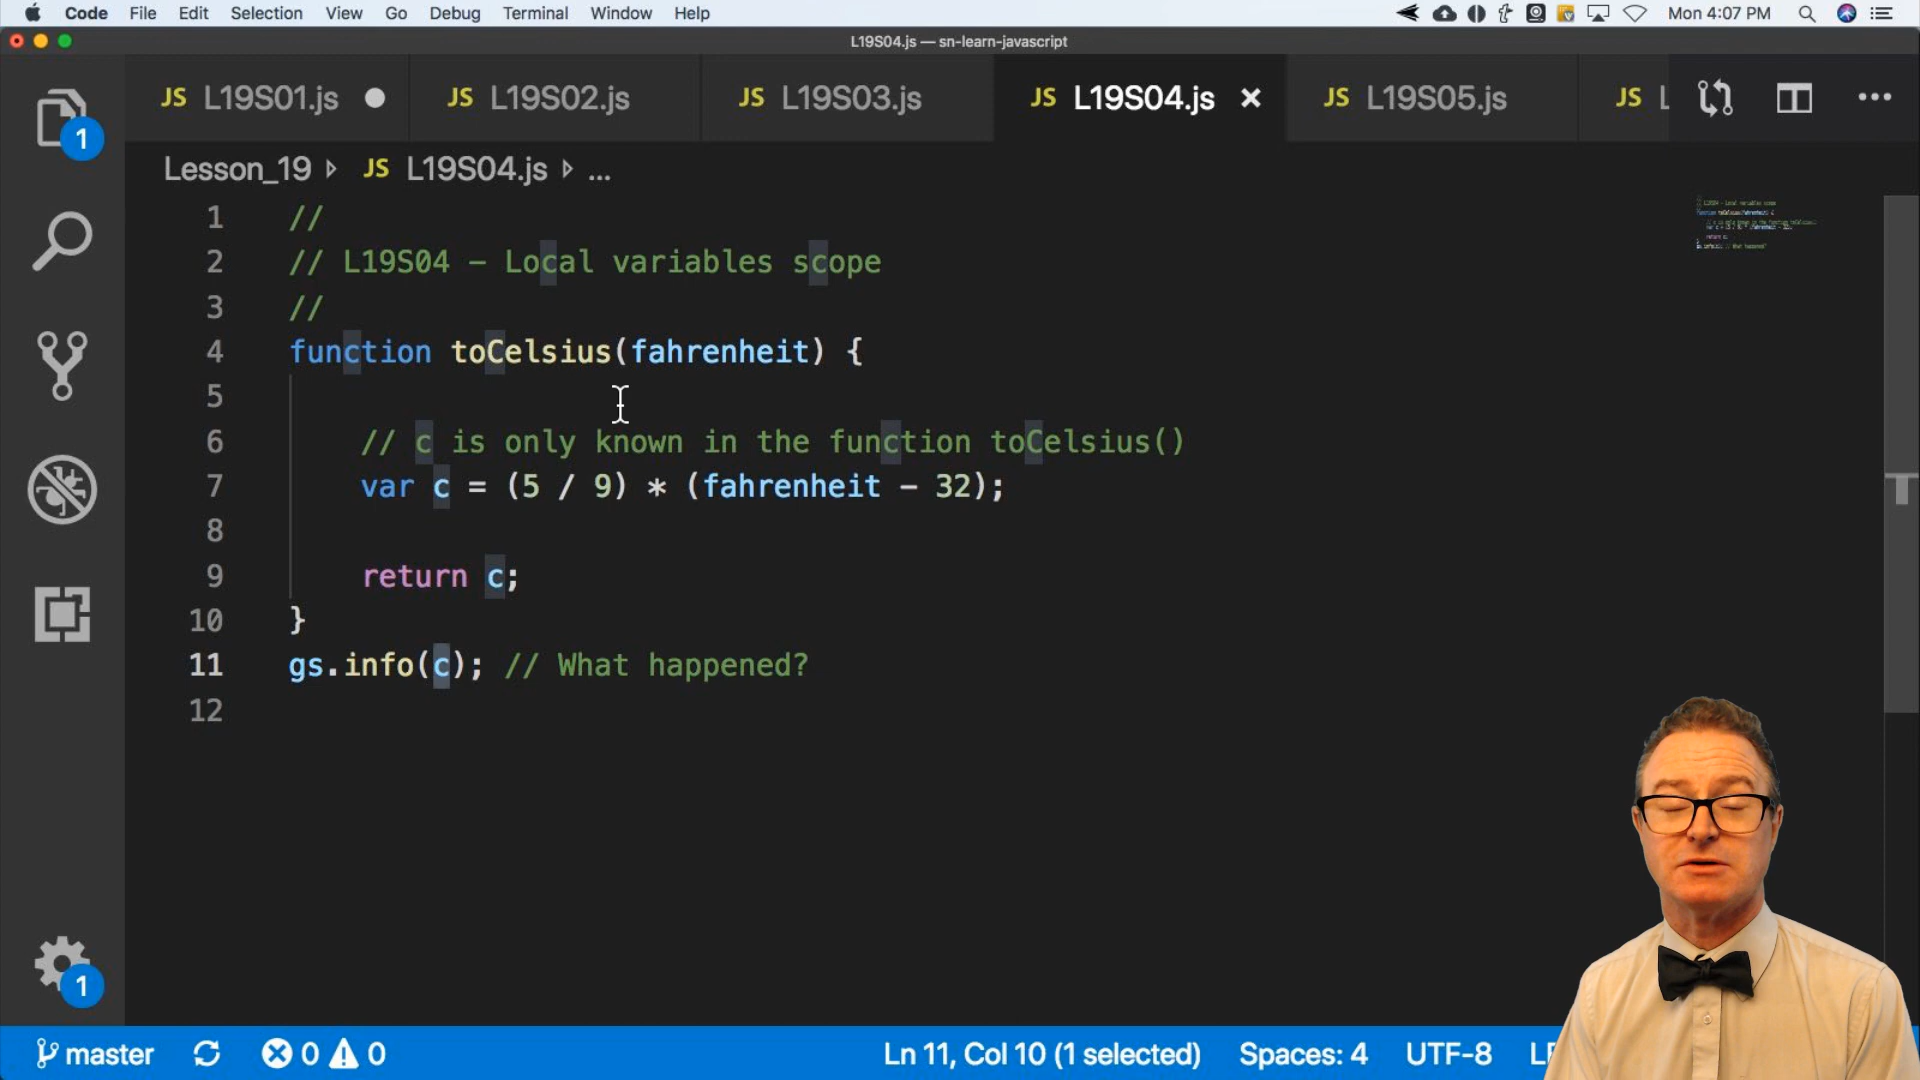 Code File Edit Selection View Go Debug Terminal Window Help Mon 4:07 PM
L19S04.js — sn-learn-javascript
JS L19S01.js JS L19S02.js JS L19S03.js JS L19S04.js JS L19S05.js JS L
1
Lesson_19 JS L19S04.js ...
1 //
2 // L19S04 - Local variables scope
3 //
4 function toCelsius(fahrenheit) {
5
6 // c is only known in the function toCelsius()
7 var c = (5 / 9) * (fahrenheit - 32);
8
9 return c;
10 }
11 gs.info(c); // What happened?
12
1
master 0 0 Ln 11, Col 10 (1 selected) Spaces: 4 UTF-8